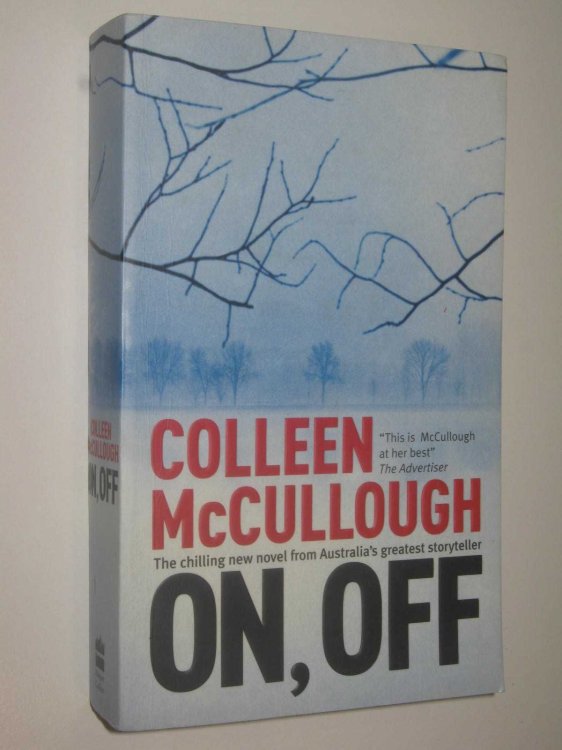 COLLEEN
McCULLOUGH
"This is McCullough
at her best"
The Advertiser
The chilling new novel from Australia's greatest storyteller
ON, OFF
COLLEEN
McCULLOUGH
ON, OFF